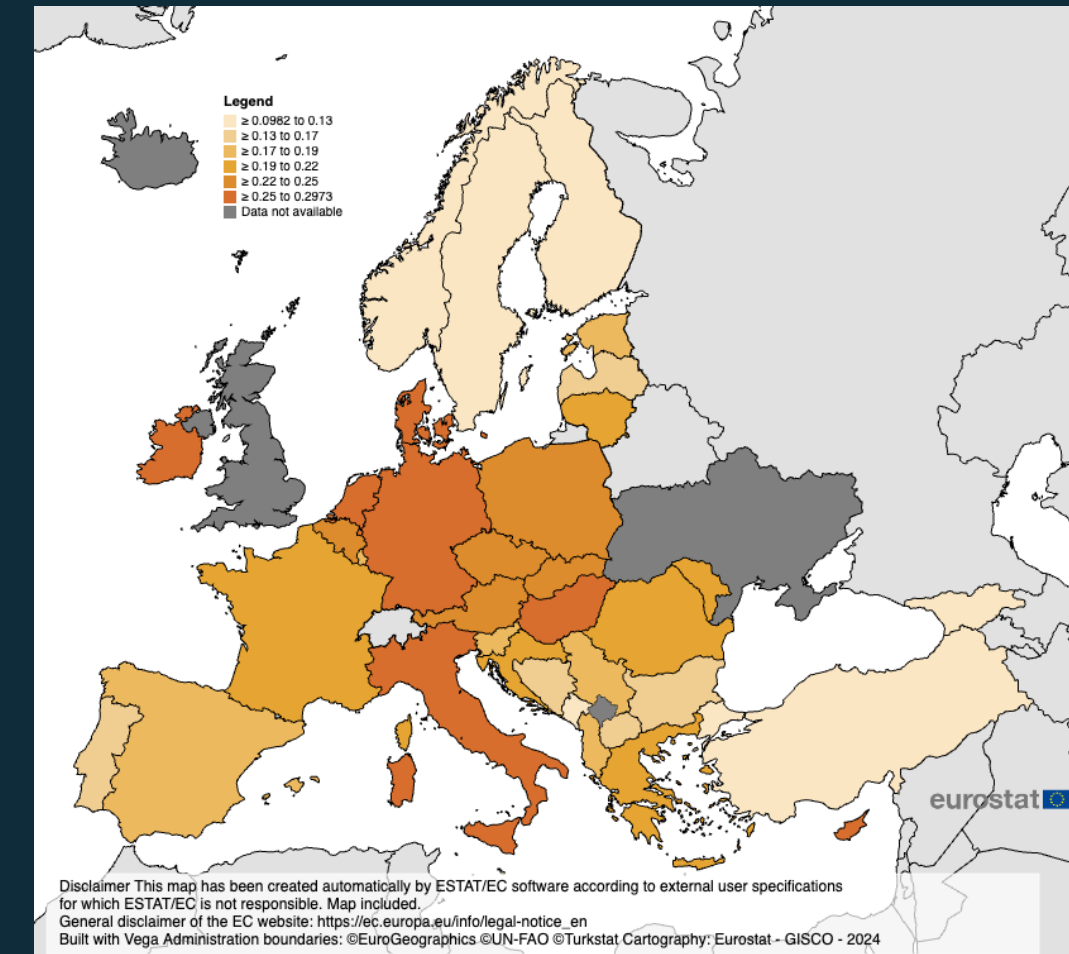 Legend
≥ 0.0982 to 0.13
≥ 0.13 to 0.17
≥ 0.17 to 0.19
≥ 0.19 to 0.22
≥ 0.22 to 0.25
≥ 0.25 to 0.2973
Data not available
eurostat
Disclaimer This map has been created automatically by ESTAT/EC software according to external user specifications
for which ESTAT/EC is not responsible. Map included.
General disclaimer of the EC website: https://ec.europa.eu/info/legal-notice_en
Built with Vega Administration boundaries: ©EuroGeographics ©UN-FAO ©Turkstat Cartography: Eurostat - GISCO - 2024